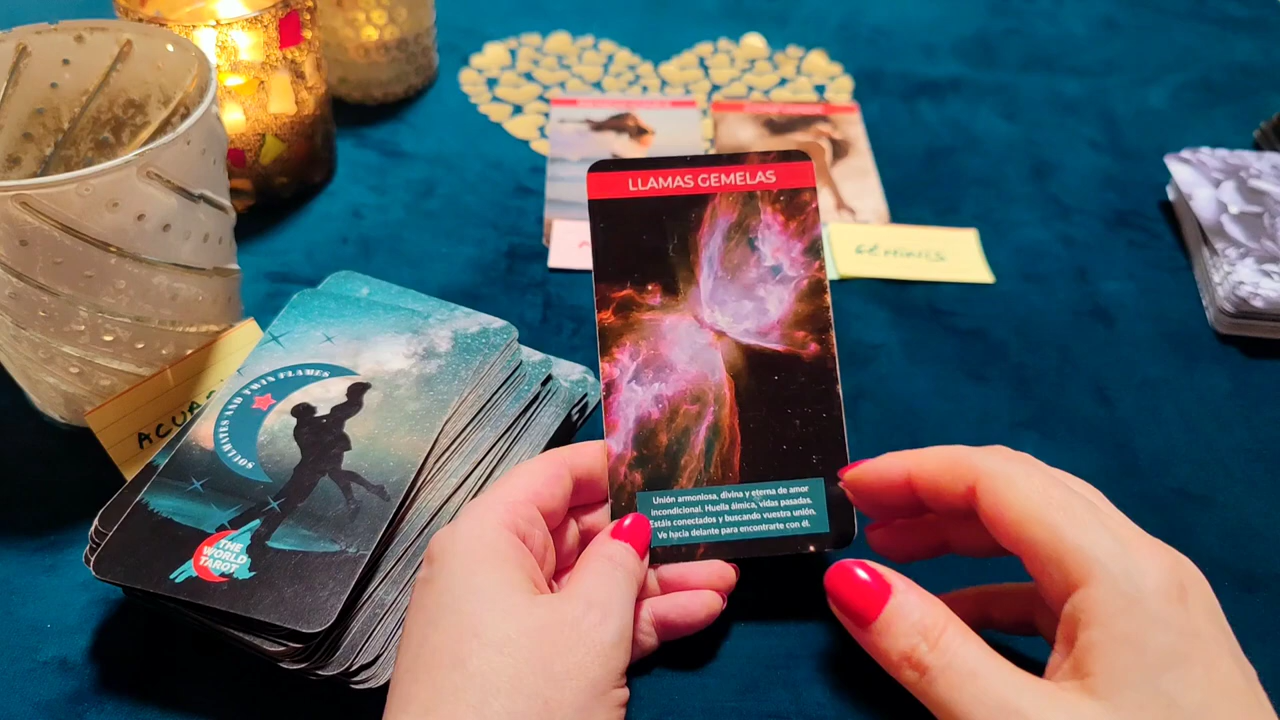 LLAMAS GEMELAS
Unión armoniosa, divina y eterna de amor
incondicional. Huella álmica, vidas pasadas.
Estáis conectados y buscando vuestra unión.
Ve hacia delante para encontrarte con él.
SOULMATES AND TWIN FLAMES
THE
WORLD
TAROT
GÉMINIS